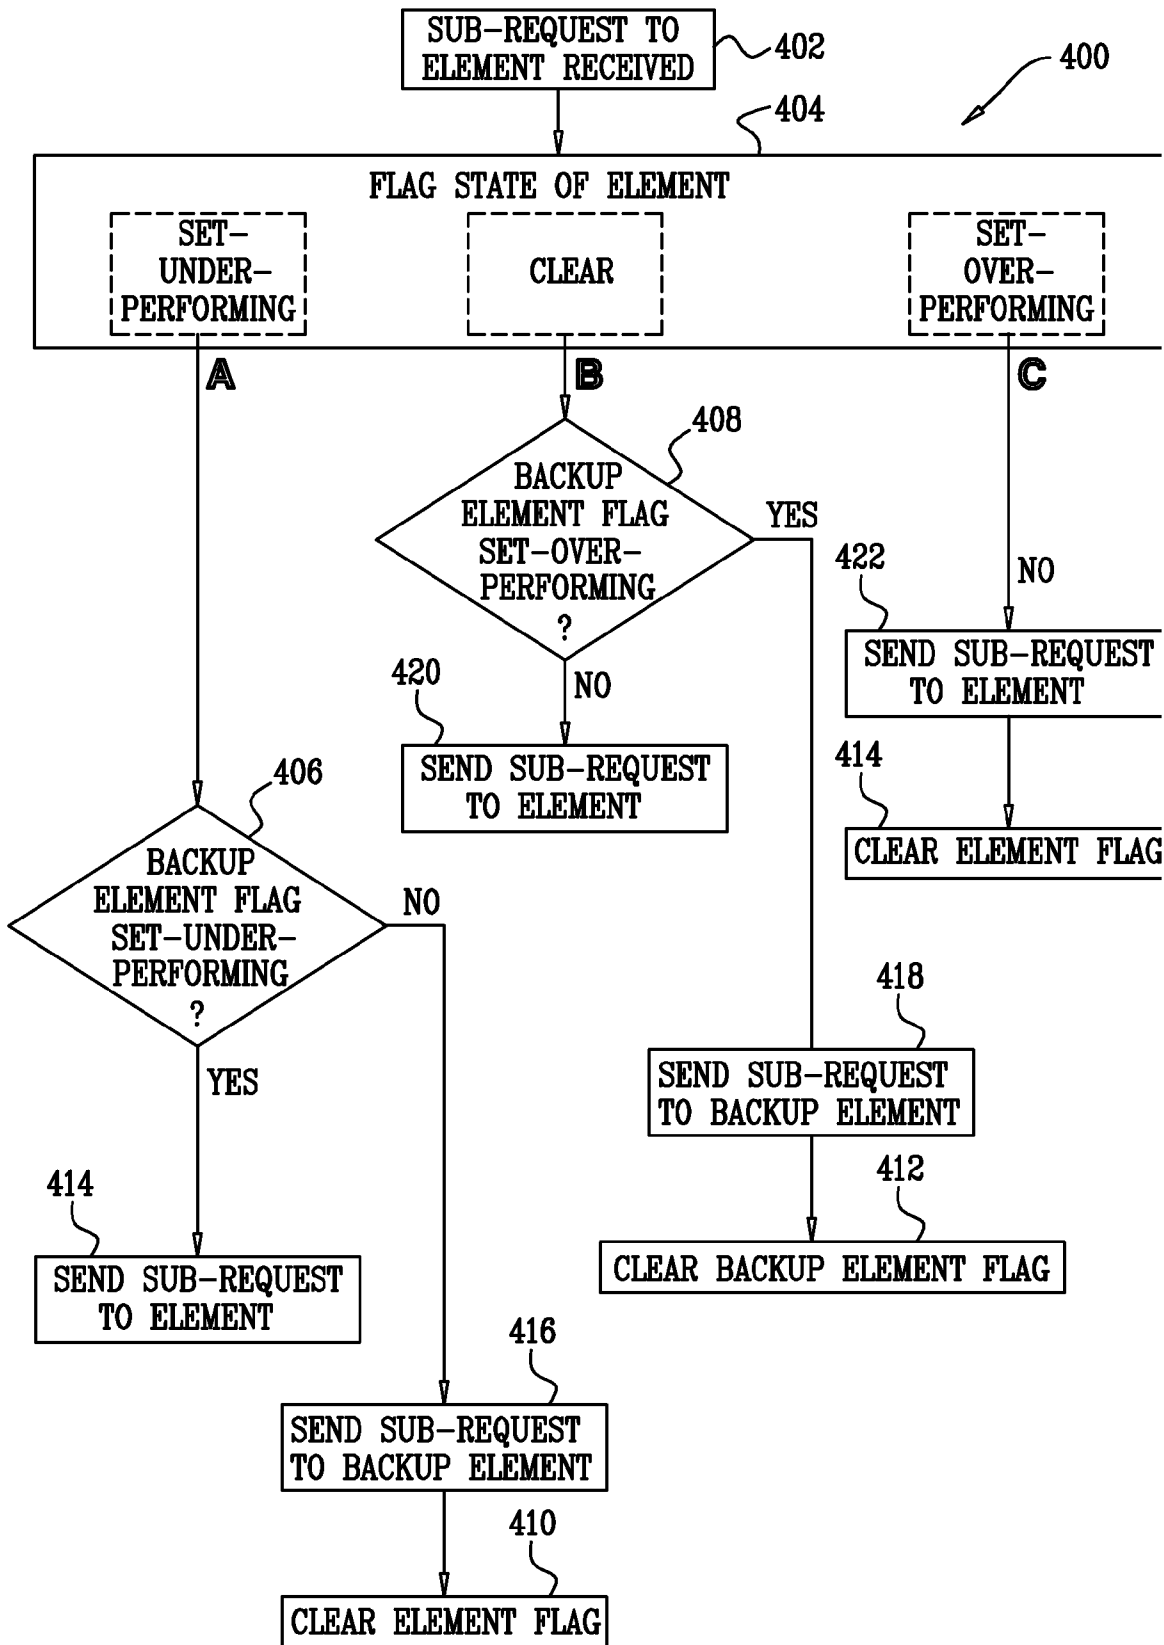 SUB-REQUEST TO
ELEMENT RECEIVED
402
400
404
FLAG STATE OF ELEMENT
SET-
UNDER-
PERFORMING
CLEAR
SET-
OVER-
PERFORMING
A
B
C
408
BACKUP
ELEMENT FLAG
SET-OVER-
PERFORMING
?
YES
NO
422
NO
SEND SUB-REQUEST
TO ELEMENT
420
SEND SUB-REQUEST
TO ELEMENT
414
CLEAR ELEMENT FLAG
406
BACKUP
ELEMENT FLAG
SET-UNDER-
PERFORMING
?
NO
YES
418
SEND SUB-REQUEST
TO BACKUP ELEMENT
412
CLEAR BACKUP ELEMENT FLAG
414
SEND SUB-REQUEST
TO ELEMENT
416
SEND SUB-REQUEST
TO BACKUP ELEMENT
410
CLEAR ELEMENT FLAG